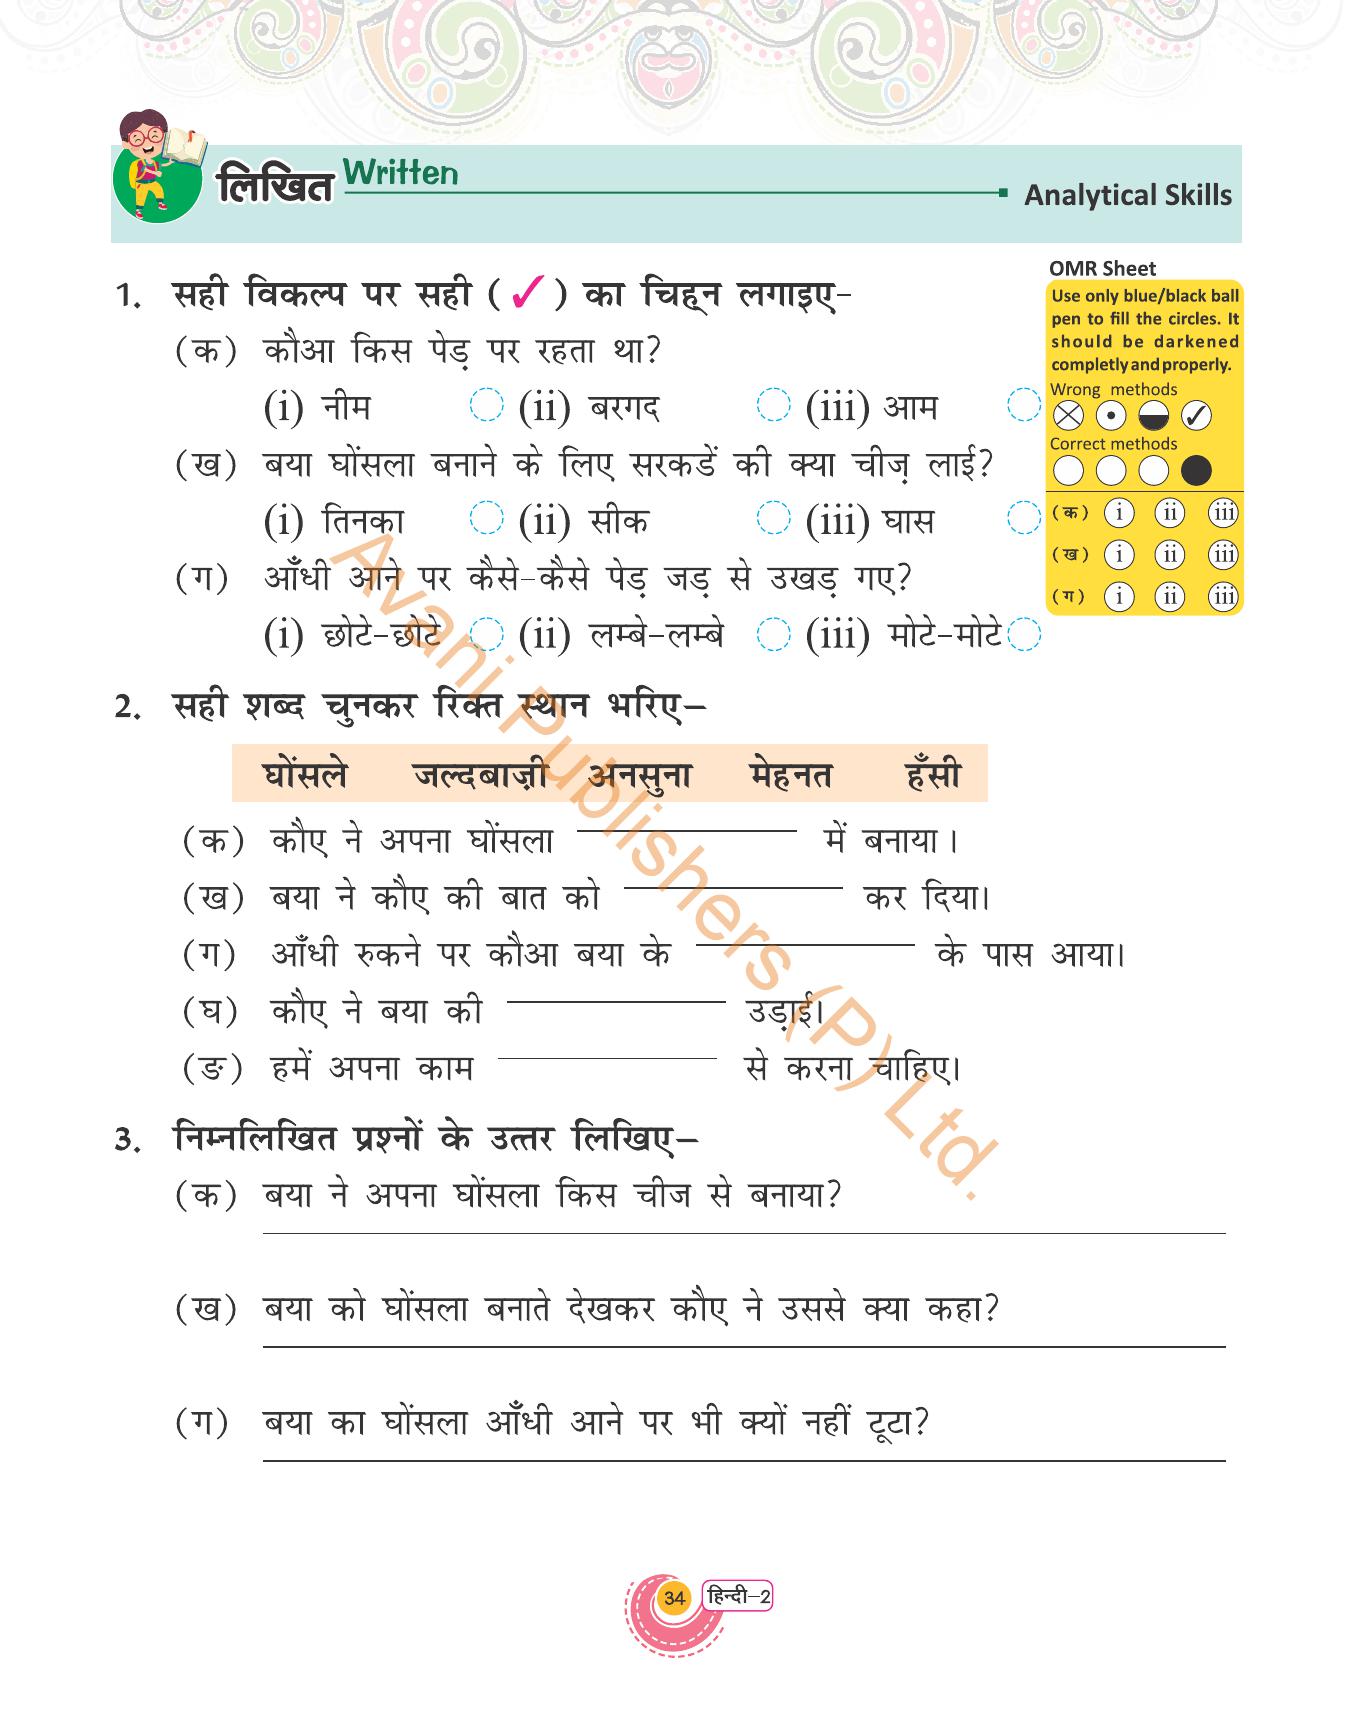 लिखित Written
Analytical Skills
1. सही विकल्प पर सही (✓) का चिह्न लगाइए-
(क) कौआ किस पेड़ पर रहता था?
(i) नीम (ii) बरगद (iii) आम
(ख) बया घोंसला बनाने के लिए सरकडें की क्या चीज़ लाई?
(i) तिनका (ii) सीक (iii) घास
(ग) आँधी आने पर कैसे-कैसे पेड़ जड़ से उखड़ गए?
(i) छोटे-छोटे (ii) लम्बे-लम्बे (iii) मोटे-मोटे
OMR Sheet
Use only blue/black ball
pen to fill the circles. It
should be darkened
completly and properly.
Wrong methods
Correct methods
(क) i ii iii
(ख) i ii iii
(ग) i ii iii
2. सही शब्द चुनकर रिक्त स्थान भरिए–
घोंसले जल्दबाज़ी अनसुना मेहनत हँसी
(क) कौए ने अपना घोंसला ________ में बनाया।
(ख) बया ने कौए की बात को ________ कर दिया।
(ग) आँधी रुकने पर कौआ बया के ________ के पास आया।
(घ) कौए ने बया की ________ उड़ाई।
(ङ) हमें अपना काम ________ से करना चाहिए।
3. निम्नलिखित प्रश्नों के उत्तर लिखिए–
(क) बया ने अपना घोंसला किस चीज से बनाया?
(ख) बया को घोंसला बनाते देखकर कौए ने उससे क्या कहा?
(ग) बया का घोंसला आँधी आने पर भी क्यों नहीं टूटा?
Avani Publishers (P) Ltd.
34 हिन्दी–2